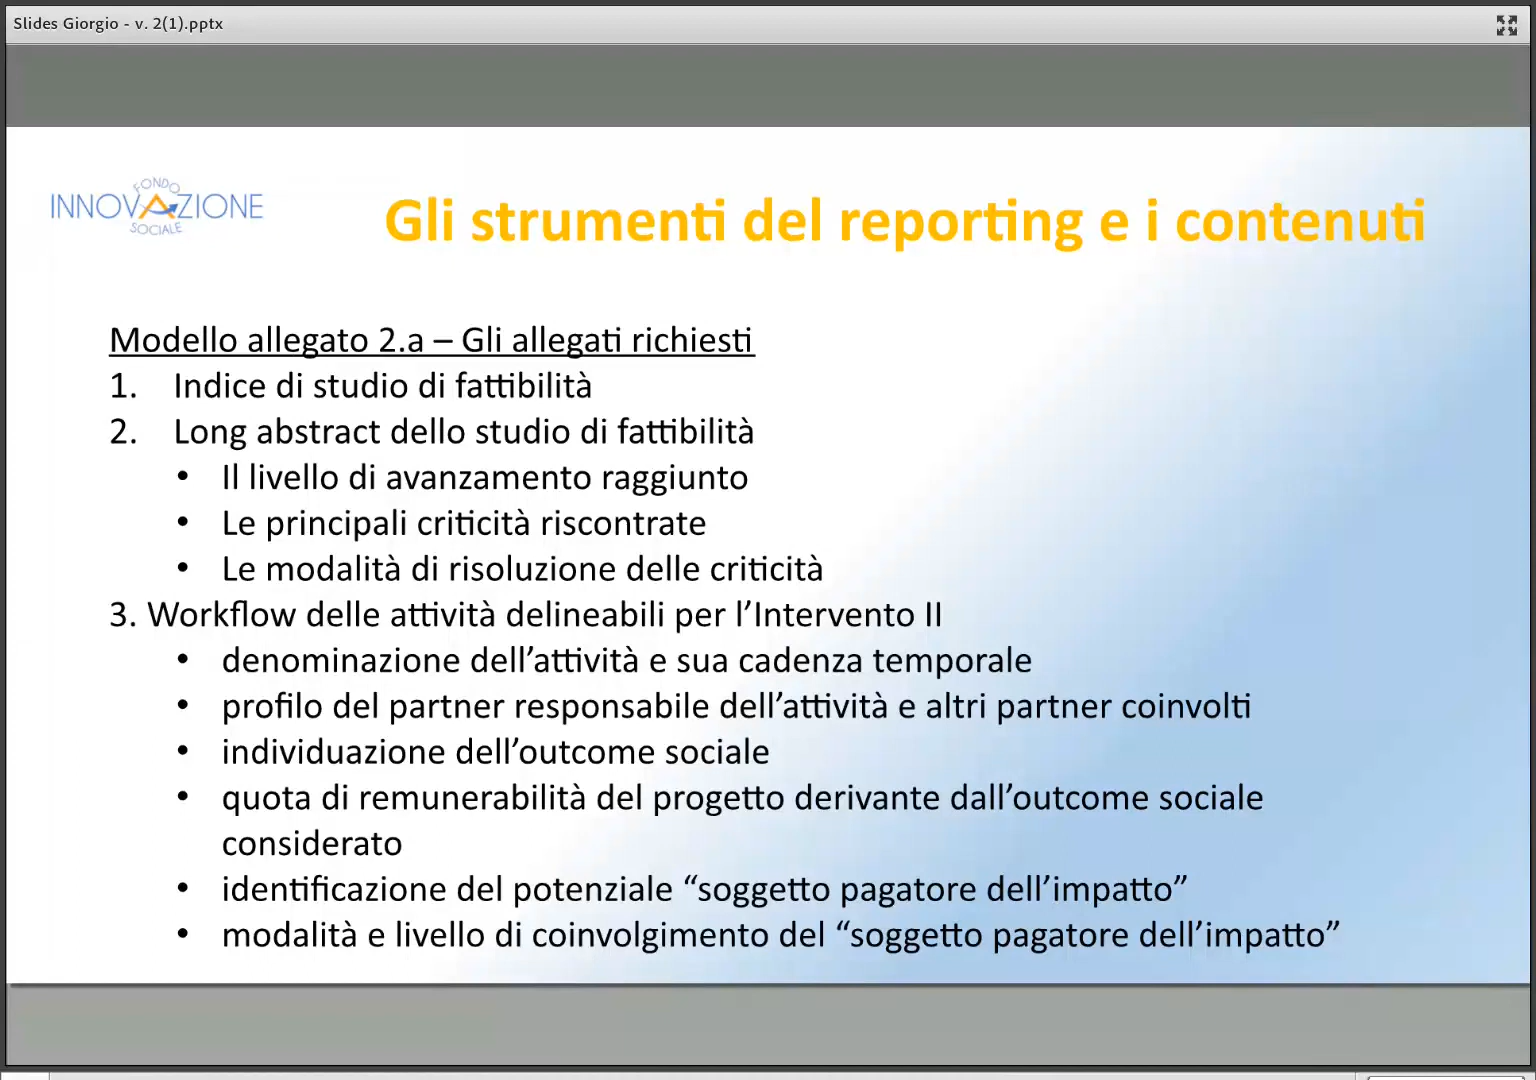 Slides Giorgio - v. 2(1).pptx
FONDO
INNOVAZIONE
SOCIALE
Gli strumenti del reporting e i contenuti
Modello allegato 2.a – Gli allegati richiesti
1. Indice di studio di fattibilità
2. Long abstract dello studio di fattibilità
• Il livello di avanzamento raggiunto
• Le principali criticità riscontrate
• Le modalità di risoluzione delle criticità
3. Workflow delle attività delineabili per l’Intervento II
• denominazione dell’attività e sua cadenza temporale
• profilo del partner responsabile dell’attività e altri partner coinvolti
• individuazione dell’outcome sociale
• quota di remunerabilità del progetto derivante dall’outcome sociale
considerato
• identificazione del potenziale “soggetto pagatore dell’impatto”
• modalità e livello di coinvolgimento del “soggetto pagatore dell’impatto”